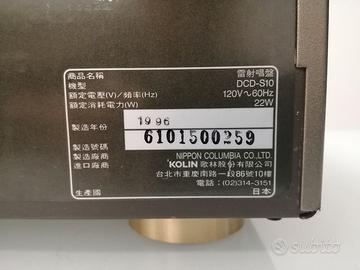 商品名稱 雷射唱盤
機型 DCD-S10
額定電壓(V)/頻率(Hz) 120V~60Hz
額定消耗電力(W) 22W
製造年份 1996
製造號碼 6101500259
製造廠商 NIPPON COLUMBIA CO.,LTD.
進口廠商 KOLIN 歌林股份有限公司
台北市重慶南路一段86號10樓
電話:(02)314-3151
生產國 日本
subito